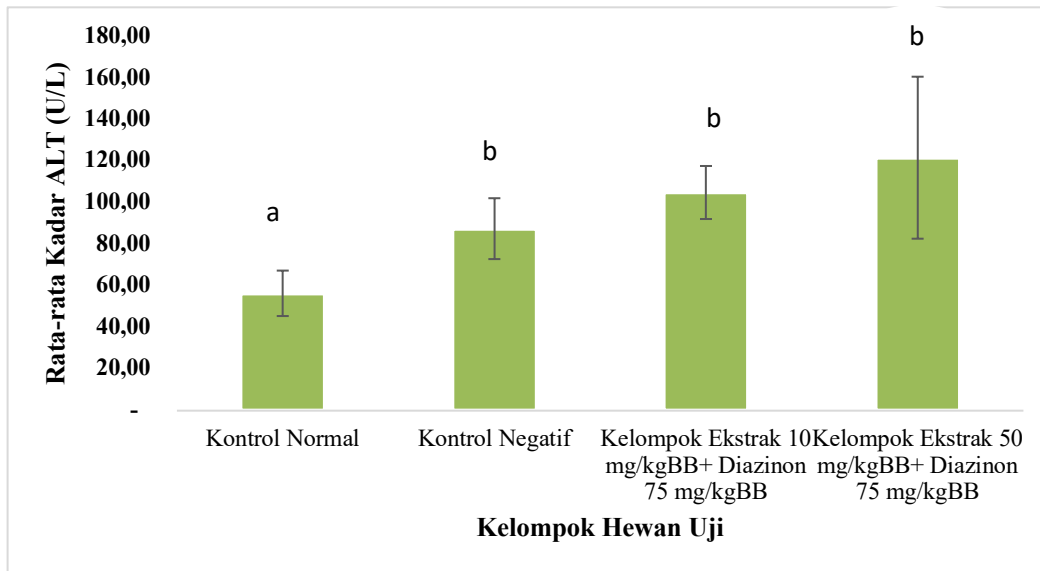 Rata-rata Kadar ALT (U/L)
180,00
160,00
140,00
120,00
100,00
80,00
60,00
40,00
20,00
-
a
b
b
b
Kontrol Normal
Kontrol Negatif
Kelompok Ekstrak 10
mg/kgBB+ Diazinon
75 mg/kgBB
Kelompok Ekstrak 50
mg/kgBB+ Diazinon
75 mg/kgBB
Kelompok Hewan Uji